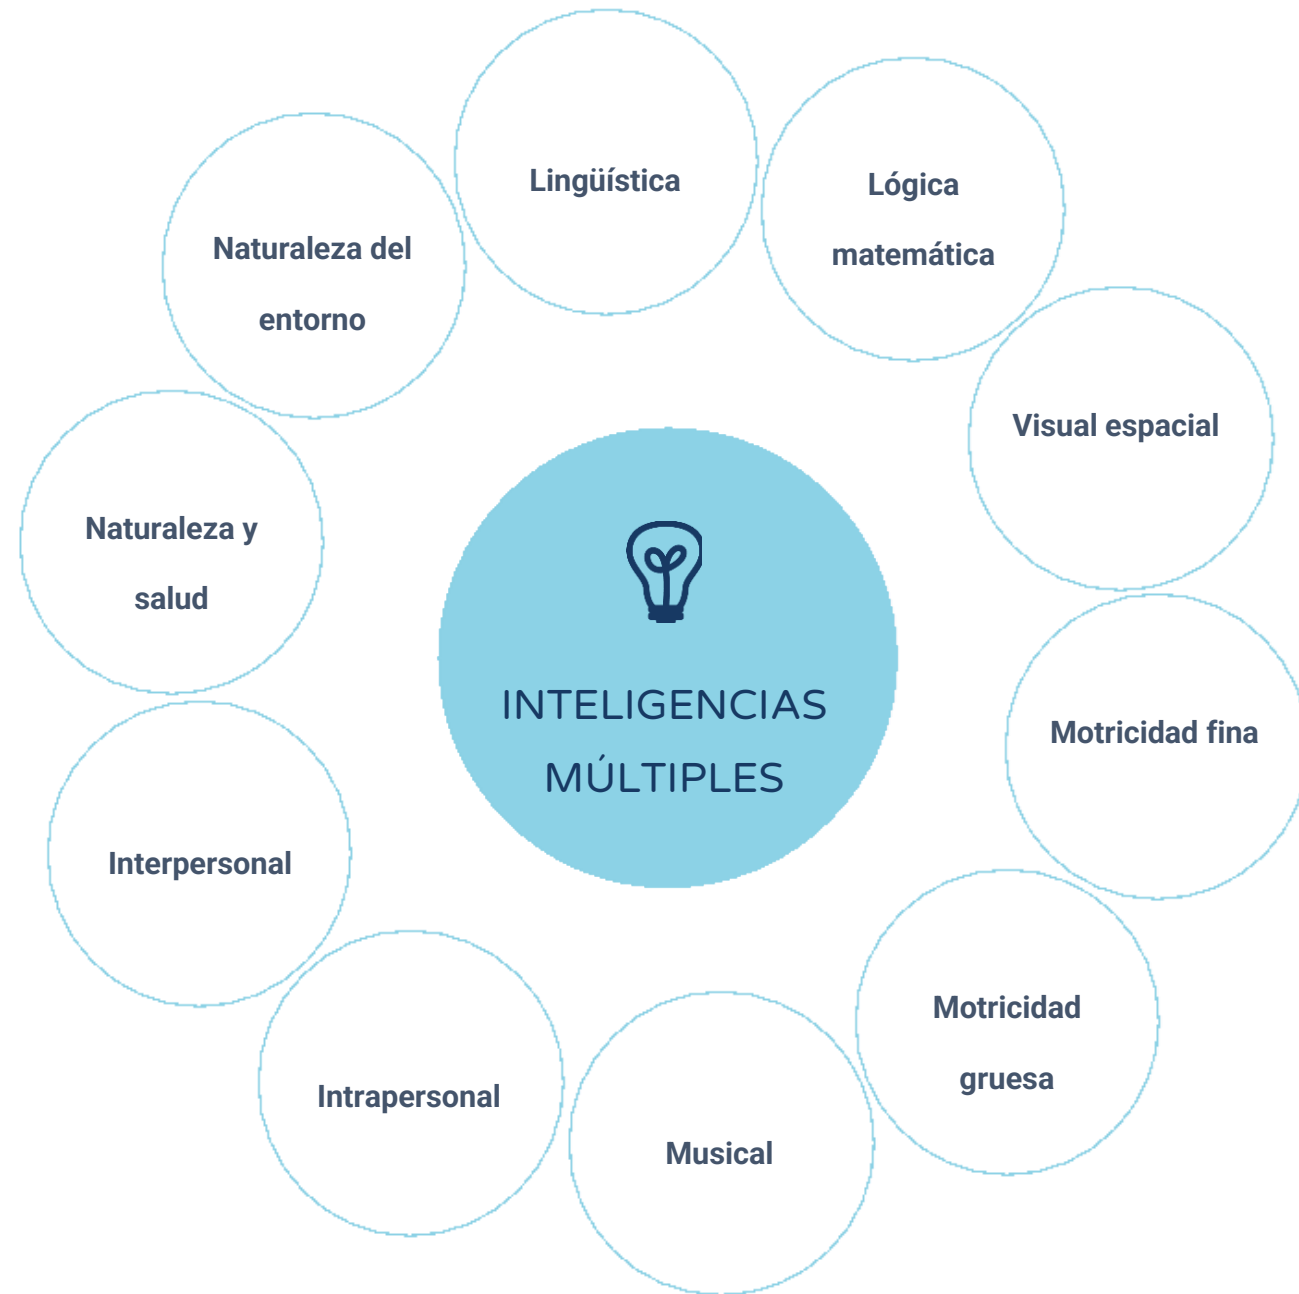 Lingüística
Lógica
matemática
Visual espacial
Motricidad fina
Motricidad
gruesa
Musical
Intrapersonal
Interpersonal
Naturaleza y
salud
Naturaleza del
entorno
INTELIGENCIAS
MÚLTIPLES